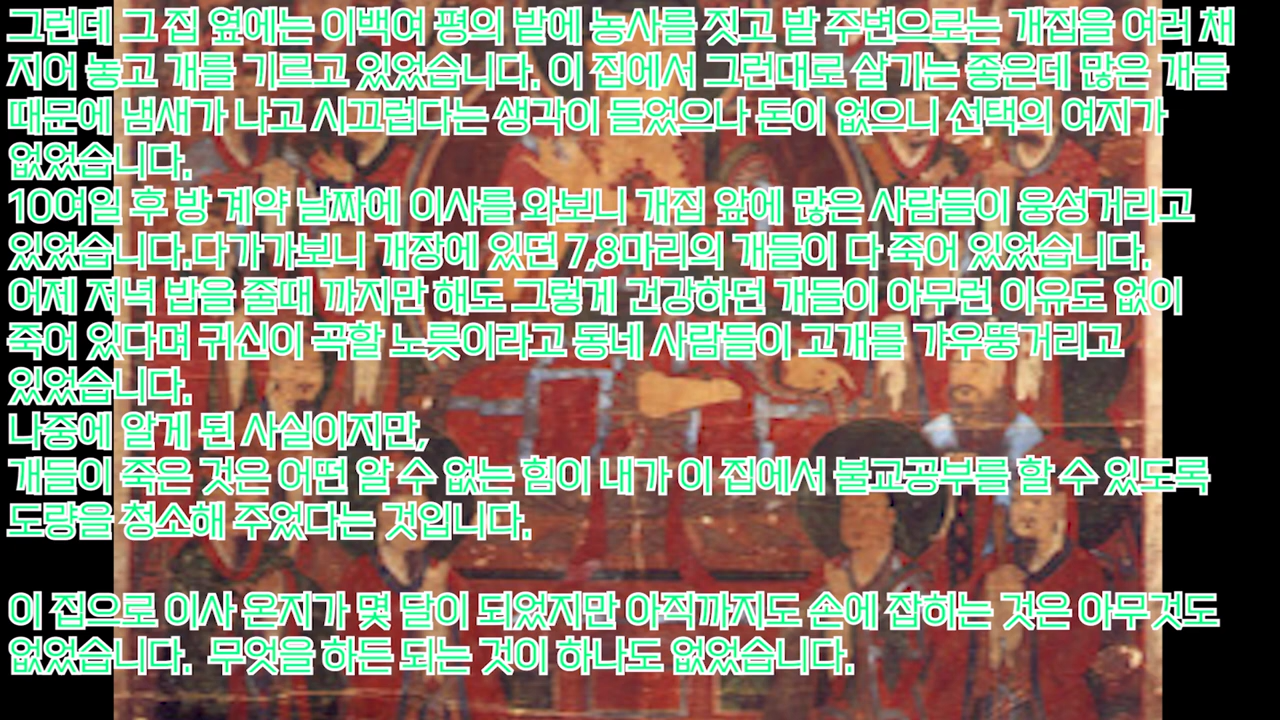 그런데 그 집 옆에는 이백여 평의 밭에 농사를 짓고 밭 주변으로는 개집을 여러 채
지어 놓고 개를 기르고 있었습니다. 이 집에서 그런대로 살기는 좋은데 많은 개들
때문에 냄새가 나고 시끄럽다는 생각이 들었으나 돈이 없으니 선택의 여지가
없었습니다.
10여일 후 방 계약 날짜에 이사를 와보니 개집 앞에 많은 사람들이 웅성거리고
있었습니다.다가가보니 개장에 있던 7,8마리의 개들이 다 죽어 있었습니다.
어제 저녁 밥을 줄때 까지만 해도 그렇게 건강하던 개들이 아무런 이유도 없이
죽어 있다며 귀신이 곡할 노릇이라고 동네 사람들이 고개를 갸우뚱거리고
있었습니다.
나중에 알게 된 사실이지만,
개들이 죽은 것은 어떤 알 수 없는 힘이 내가 이 집에서 불교공부를 할 수 있도록
도량을 청소해 주었다는 것입니다.
이 집으로 이사 온지가 몇 달이 되었지만 아직까지도 손에 잡히는 것은 아무것도
없었습니다. 무엇을 하든 되는 것이 하나도 없었습니다.